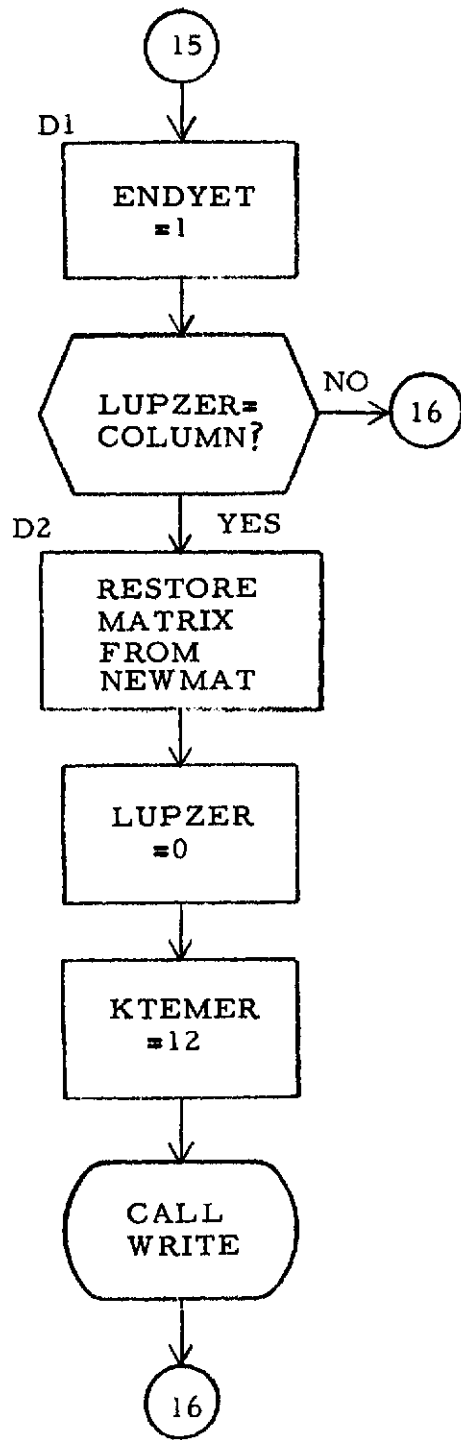 15
D1
ENDYET
=1
LUPZER=
COLUMN?
NO
16
YES
D2
RESTORE
MATRIX
FROM
NEWMAT
LUPZER
=0
KTEMER
=12
CALL
WRITE
16